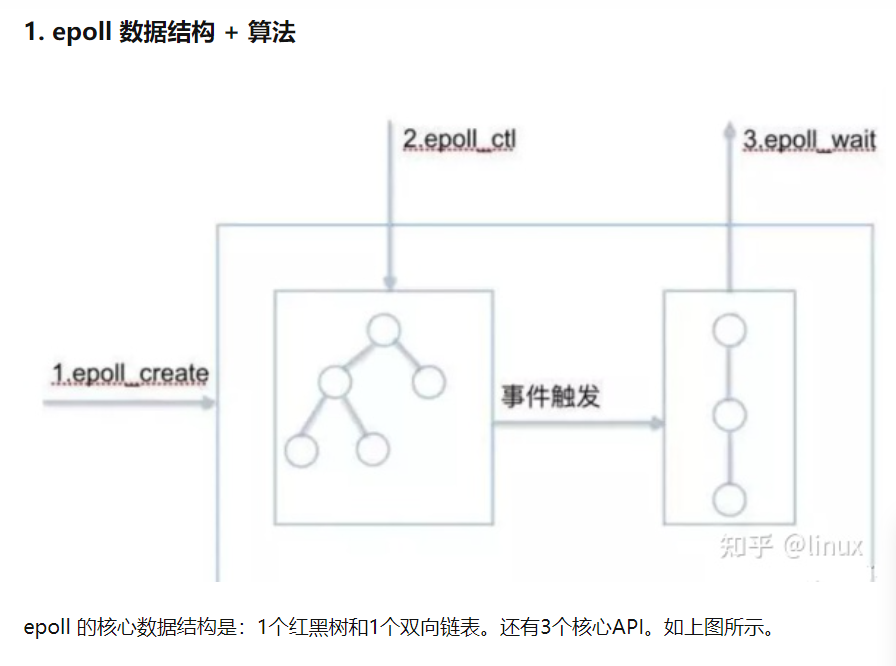 1. epoll 数据结构 + 算法
2.epoll_ctl
3.epoll_wait
1.epoll_create
事件触发
知乎 @linux
epoll 的核心数据结构是：1个红黑树和1个双向链表。还有3个核心API。如上图所示。